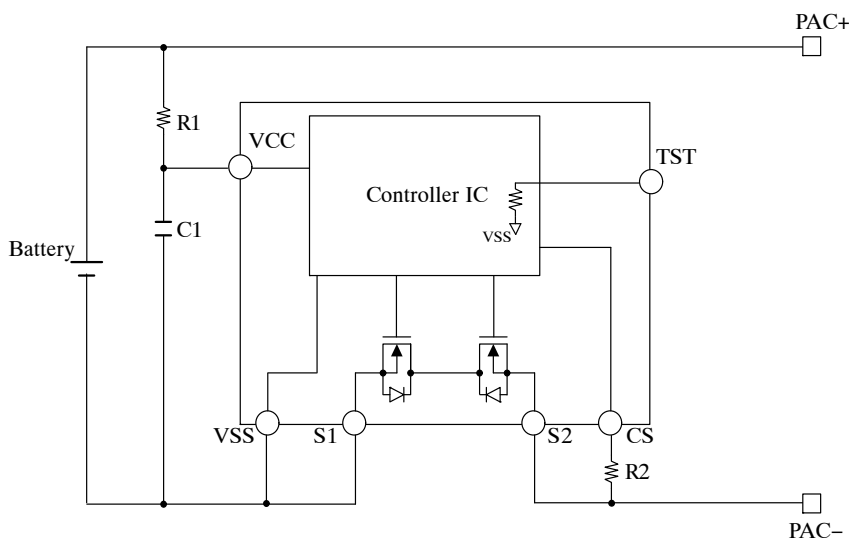 PAC+
R1
VCC
TST
Controller IC
VSS
C1
Battery
VSS
S1
S2
CS
R2
PAC−